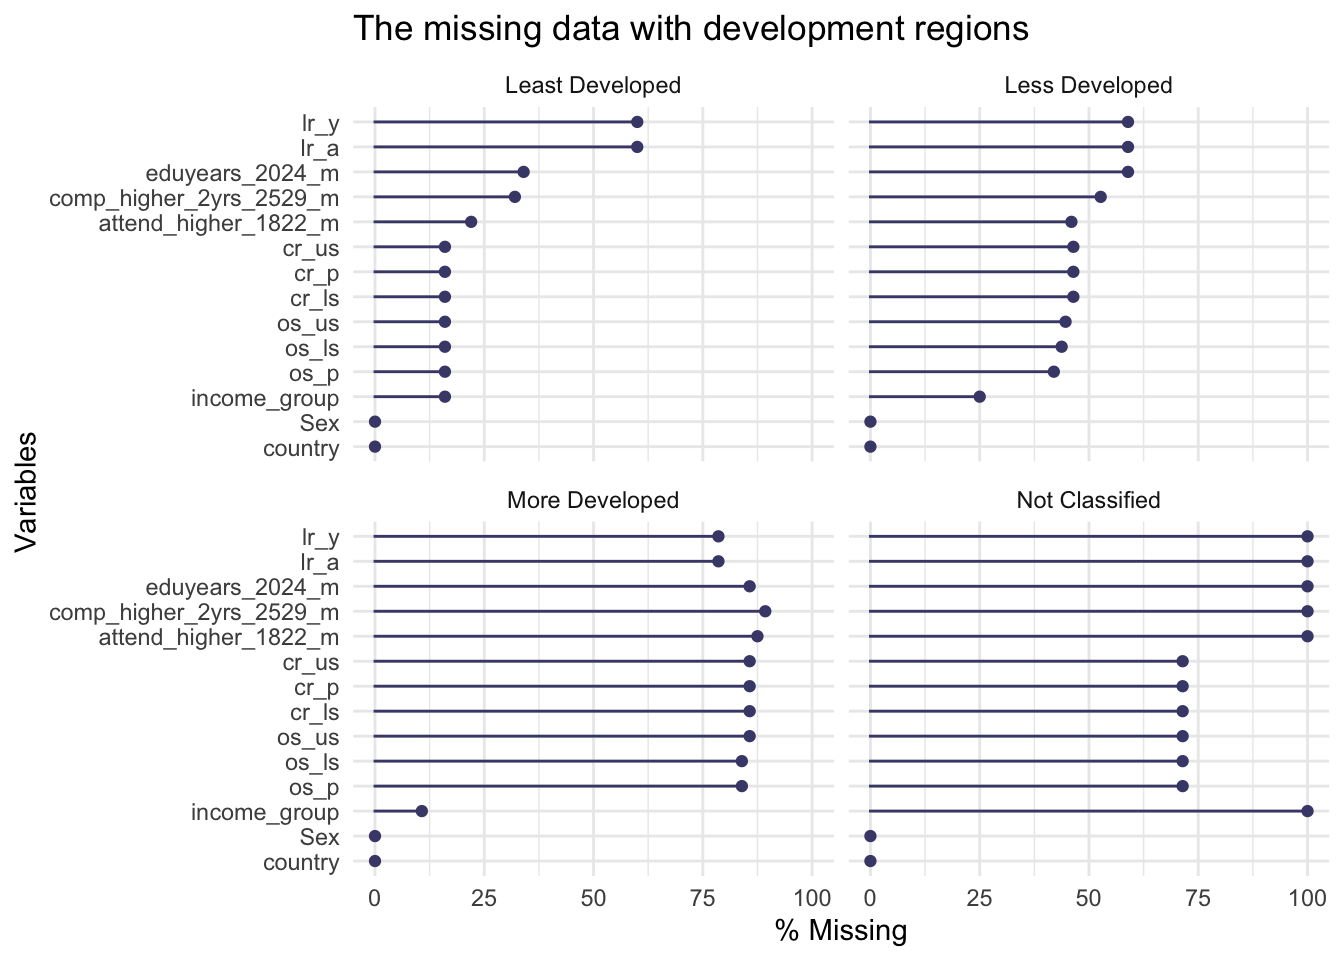 The missing data with development regions
Least Developed
Less Developed
lr_y
lr_a
eduyears_2024_m
comp_higher_2yrs_2529_m
attend_higher_1822_m
cr_us
cr_p
cr_ls
os_us
os_ls
os_p
income_group
Sex
country
Variables
More Developed
Not Classified
lr_y
lr_a
eduyears_2024_m
comp_higher_2yrs_2529_m
attend_higher_1822_m
cr_us
cr_p
cr_ls
os_us
os_ls
os_p
income_group
Sex
country
0 25 50 75 100 0 25 50 75 100
% Missing